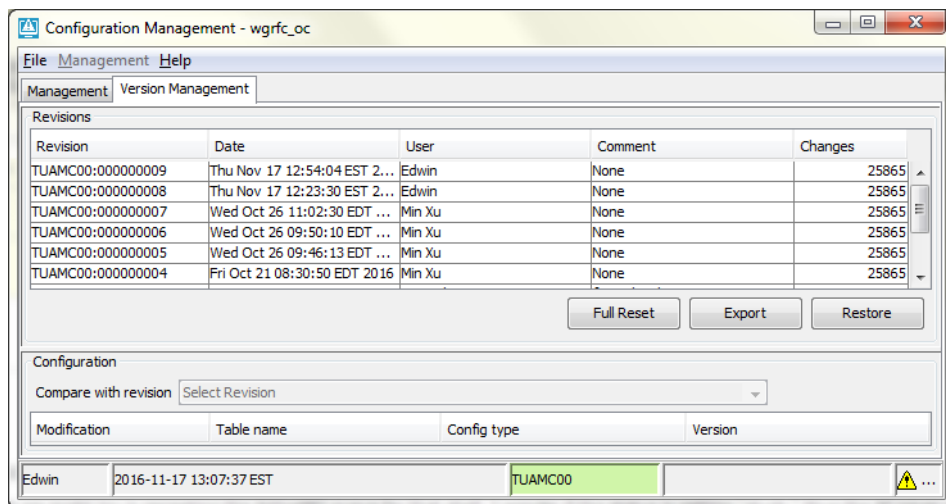 Configuration Management - wgrfc_oc
File Management Help
Management Version Management
Revisions
Revision Date User Comment Changes
TUAMC00:000000009 Thu Nov 17 12:54:04 EST 2... Edwin None 25865
TUAMC00:000000008 Thu Nov 17 12:23:30 EST 2... Edwin None 25865
TUAMC00:000000007 Wed Oct 26 11:02:30 EDT ... Min Xu None 25865
TUAMC00:000000006 Wed Oct 26 09:50:10 EDT ... Min Xu None 25865
TUAMC00:000000005 Wed Oct 26 09:46:13 EDT ... Min Xu None 25865
TUAMC00:000000004 Fri Oct 21 08:30:50 EDT 2016 Min Xu None 25865
Full Reset Export Restore
Configuration
Compare with revision Select Revision
Modification Table name Config type Version
Edwin 2016-11-17 13:07:37 EST TUAMC00 ...